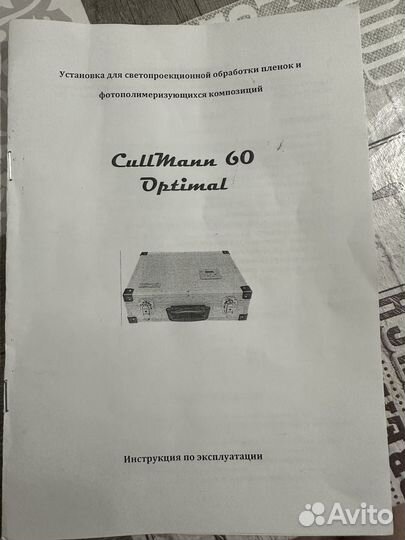 Установка для светопроекционной обработки пленок и
фотополимеризующихся композиций
CullMann 60
Optimal
Инструкция по эксплуатации
Avito